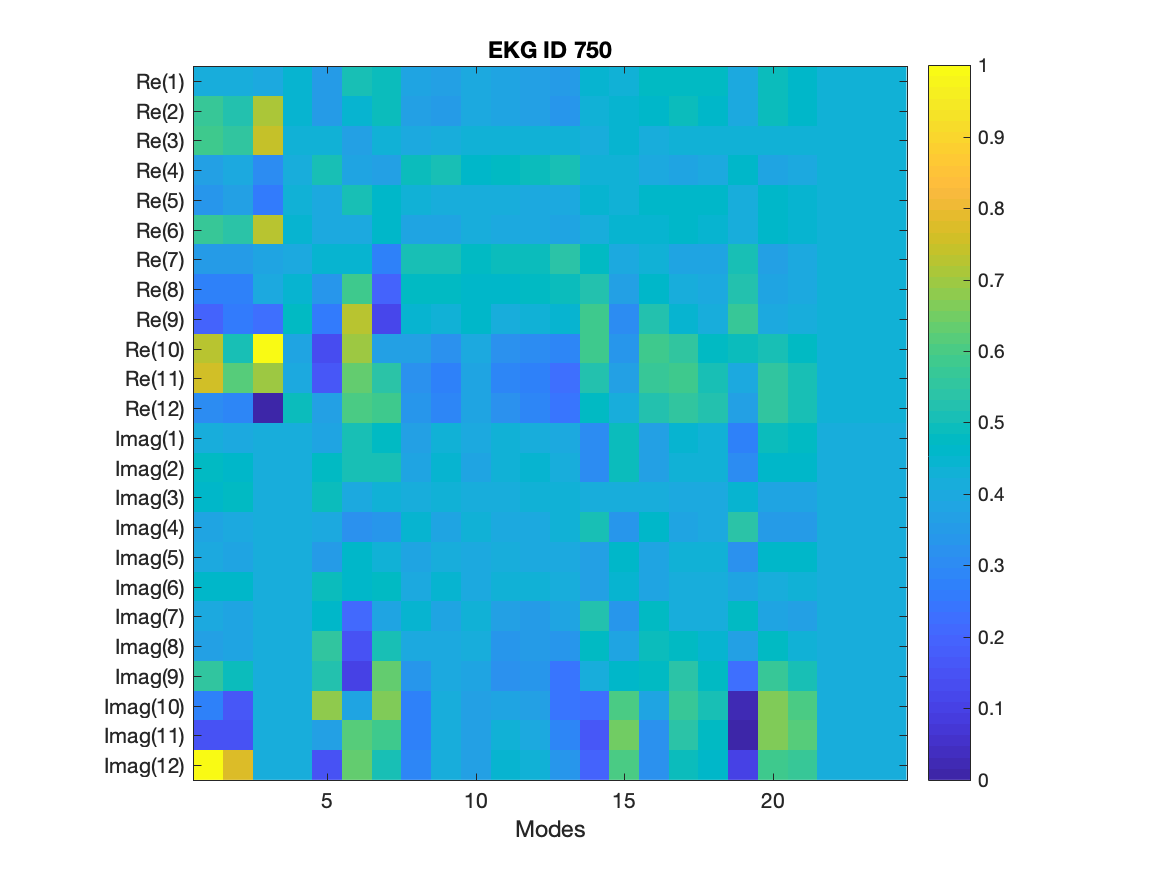 EKG ID 750
Re(1)
Re(2)
Re(3)
Re(4)
Re(5)
Re(6)
Re(7)
Re(8)
Re(9)
Re(10)
Re(11)
Re(12)
Imag(1)
Imag(2)
Imag(3)
Imag(4)
Imag(5)
Imag(6)
Imag(7)
Imag(8)
Imag(9)
Imag(10)
Imag(11)
Imag(12)
5 10 15 20
Modes
1
0.9
0.8
0.7
0.6
0.5
0.4
0.3
0.2
0.1
0